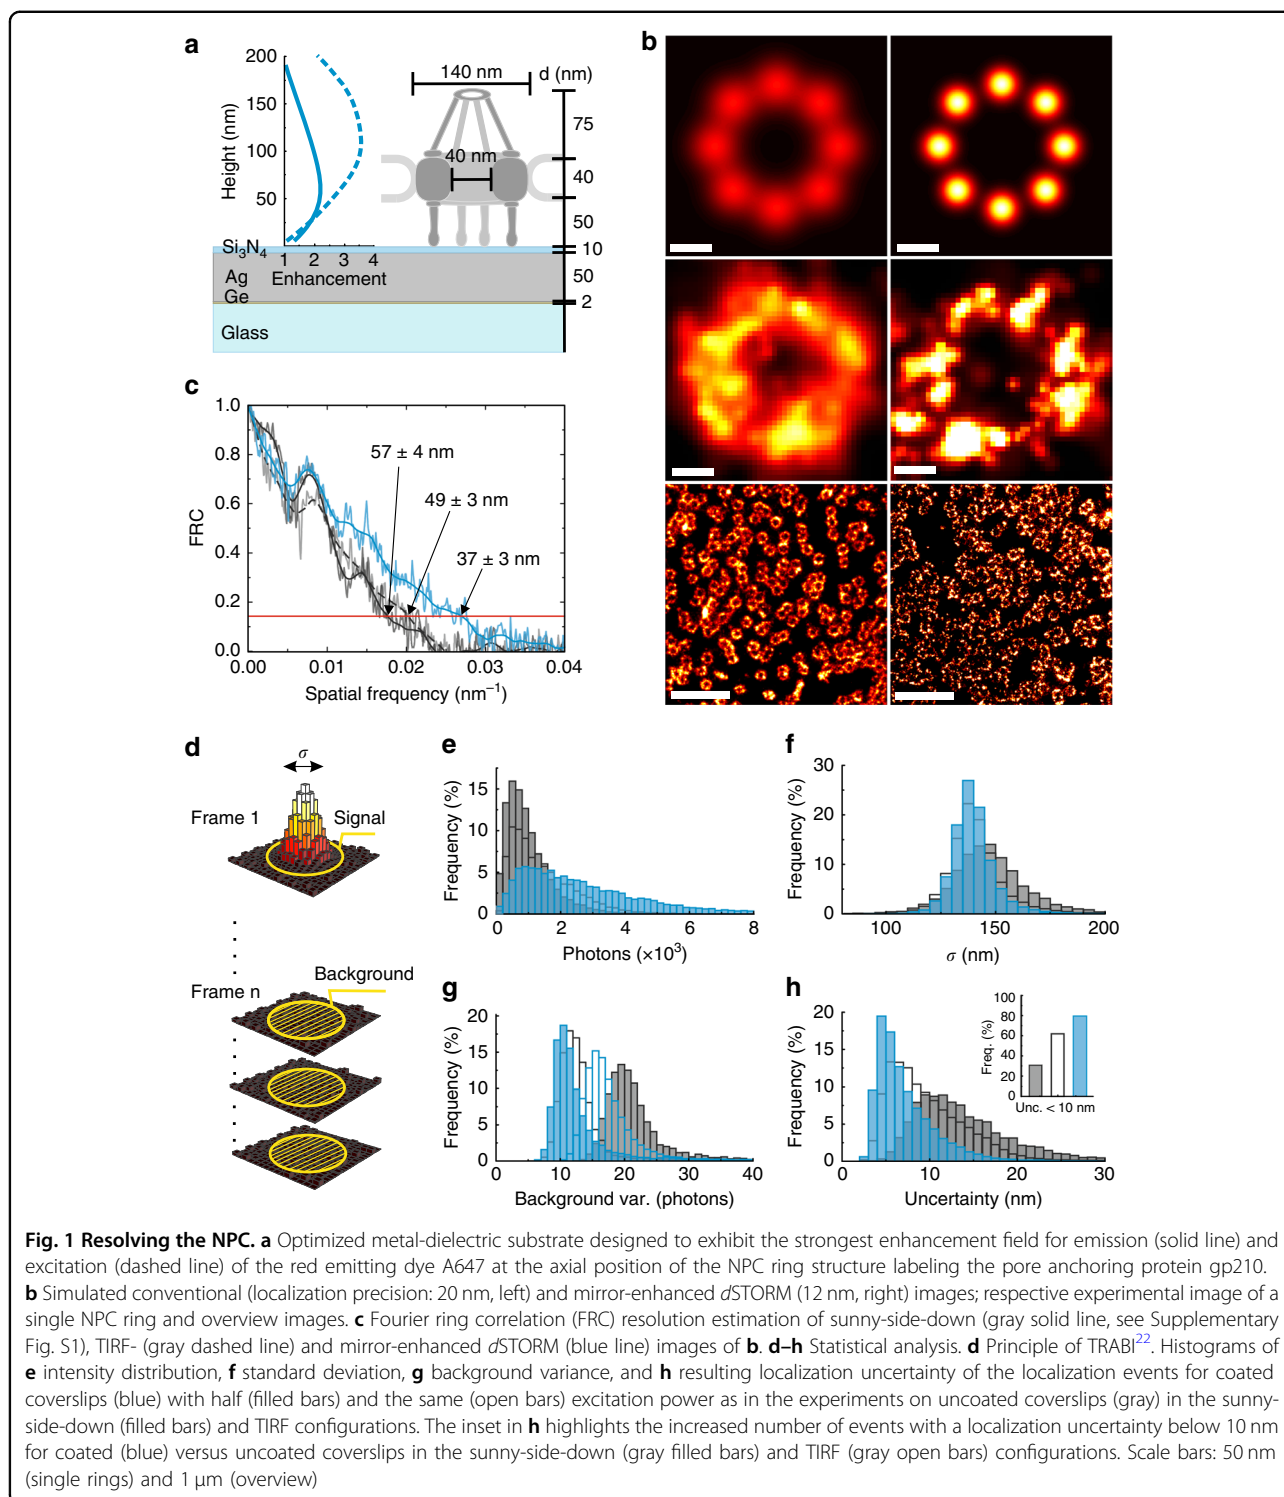 a
200
150
100
50
Height (nm)
140 nm
d (nm)
75
40 nm
40
50
Si₃N₄
10
1 2 3 4
Ag
Enhancement
50
Ge
2
Glass
b
c
1.0
0.8
0.6
0.4
0.2
0.0
FRC
57 ± 4 nm
49 ± 3 nm
37 ± 3 nm
0.00 0.01 0.02 0.03 0.04
Spatial frequency (nm⁻¹)
d
σ
Frame 1
Signal
Background
Frame n
e
15
10
5
0
Frequency (%)
0 2 4 6 8
Photons (×10³)
f
30
20
10
0
Frequency (%)
100 150 200
σ (nm)
g
20
15
10
5
0
Frequency (%)
0 10 20 30 40
Background var. (photons)
h
20
15
10
5
0
Frequency (%)
0 10 20 30
Uncertainty (nm)
100
80
60
40
20
0
Freq. (%)
Unc. < 10 nm
Fig. 1 Resolving the NPC. a Optimized metal-dielectric substrate designed to exhibit the strongest enhancement field for emission (solid line) and
excitation (dashed line) of the red emitting dye A647 at the axial position of the NPC ring structure labeling the pore anchoring protein gp210.
b Simulated conventional (localization precision: 20 nm, left) and mirror-enhanced dSTORM (12 nm, right) images; respective experimental image of a
single NPC ring and overview images. c Fourier ring correlation (FRC) resolution estimation of sunny-side-down (gray solid line, see Supplementary
Fig. S1), TIRF- (gray dashed line) and mirror-enhanced dSTORM (blue line) images of b. d–h Statistical analysis. d Principle of TRABI²². Histograms of
e intensity distribution, f standard deviation, g background variance, and h resulting localization uncertainty of the localization events for coated
coverslips (blue) with half (filled bars) and the same (open bars) excitation power as in the experiments on uncoated coverslips (gray) in the sunny-
side-down (filled bars) and TIRF configurations. The inset in h highlights the increased number of events with a localization uncertainty below 10 nm
for coated (blue) versus uncoated coverslips in the sunny-side-down (gray filled bars) and TIRF (gray open bars) configurations. Scale bars: 50 nm
(single rings) and 1 µm (overview)